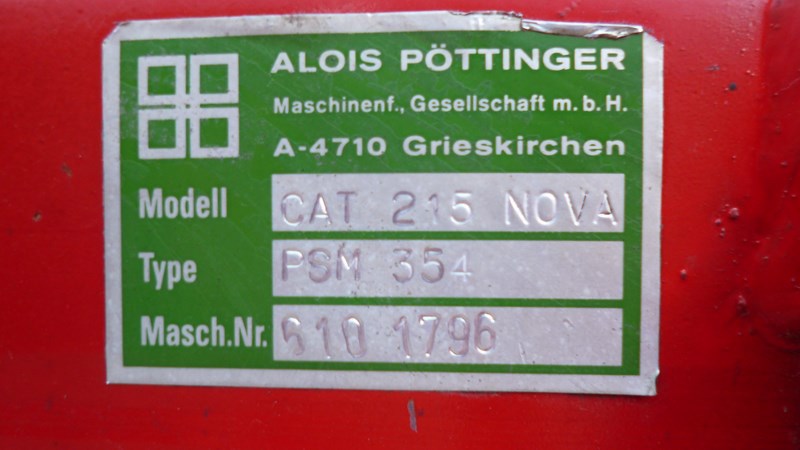 ALOIS PÖTTINGER
Maschinenf., Gesellschaft m. b. H.
A-4710 Grieskirchen
Modell CAT 215 NOVA
Type PSM 354
Masch.Nr. 610 1796